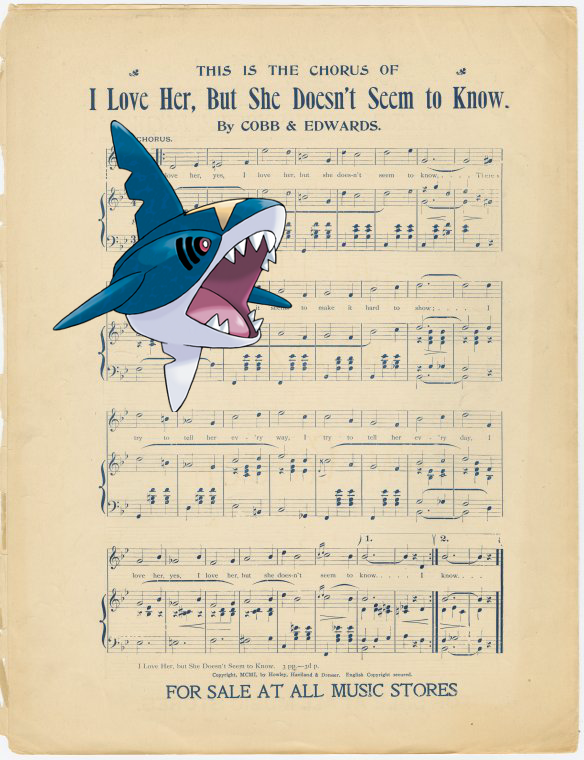 THIS IS THE CHORUS OF
I Love Her, But She Doesn't Seem to Know.
By COBB & EDWARDS.
CHORUS.
love her, yes, I love her, but she does-n't seem to know. . . . There
to make it hard to show; . . . . I
try to tell her ev-'ry way, I try to tell her ev-'ry day, I
1. 2.
love her, yes, I love her, but she does-n't seem to know. . . . I know. . . .
I Love Her, but She Doesn't Seem to Know. 3 pg.—3d p.
Copyright, MCMI, by Howley, Haviland & Dresser. English Copyright secured.
FOR SALE AT ALL MUSIC STORES